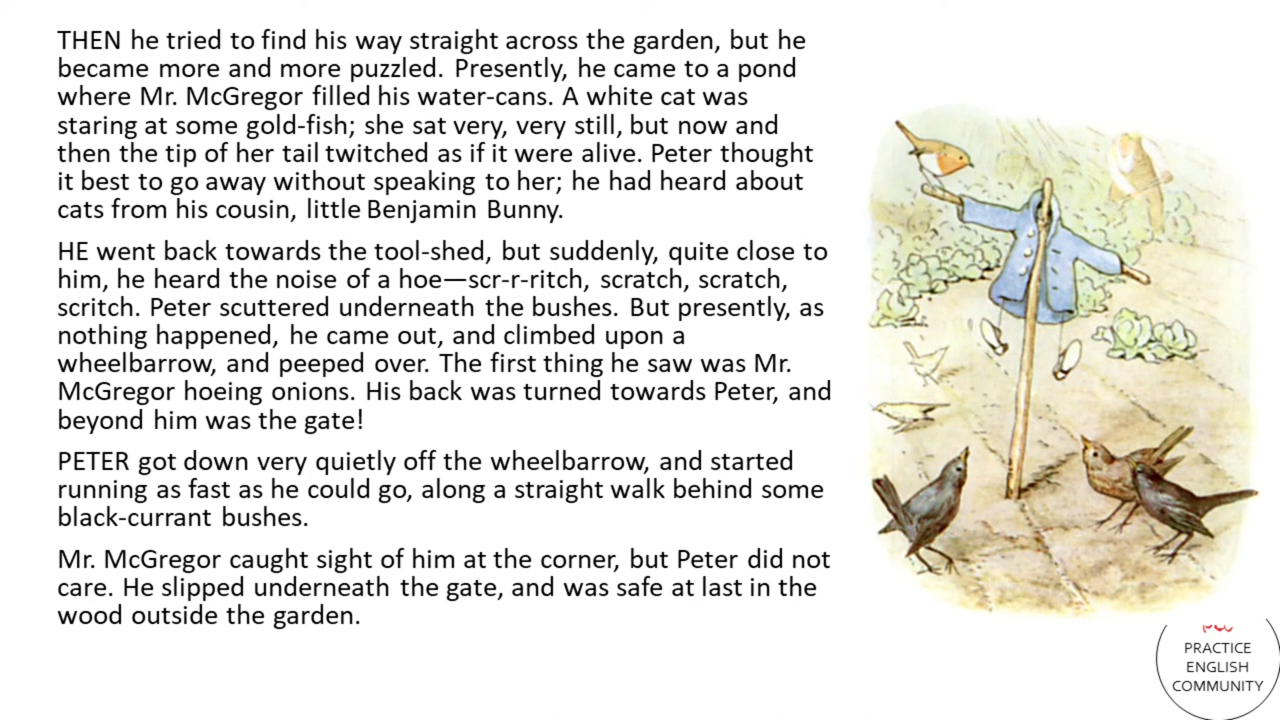 THEN he tried to find his way straight across the garden, but he
became more and more puzzled. Presently, he came to a pond
where Mr. McGregor filled his water-cans. A white cat was
staring at some gold-fish; she sat very, very still, but now and
then the tip of her tail twitched as if it were alive. Peter thought
it best to go away without speaking to her; he had heard about
cats from his cousin, little Benjamin Bunny.
HE went back towards the tool-shed, but suddenly, quite close to
him, he heard the noise of a hoe—scr-r-ritch, scratch, scratch,
scritch. Peter scuttered underneath the bushes. But presently, as
nothing happened, he came out, and climbed upon a
wheelbarrow, and peeped over. The first thing he saw was Mr.
McGregor hoeing onions. His back was turned towards Peter, and
beyond him was the gate!
PETER got down very quietly off the wheelbarrow, and started
running as fast as he could go, along a straight walk behind some
black-currant bushes.
Mr. McGregor caught sight of him at the corner, but Peter did not
care. He slipped underneath the gate, and was safe at last in the
wood outside the garden.
PRACTICE
ENGLISH
COMMUNITY